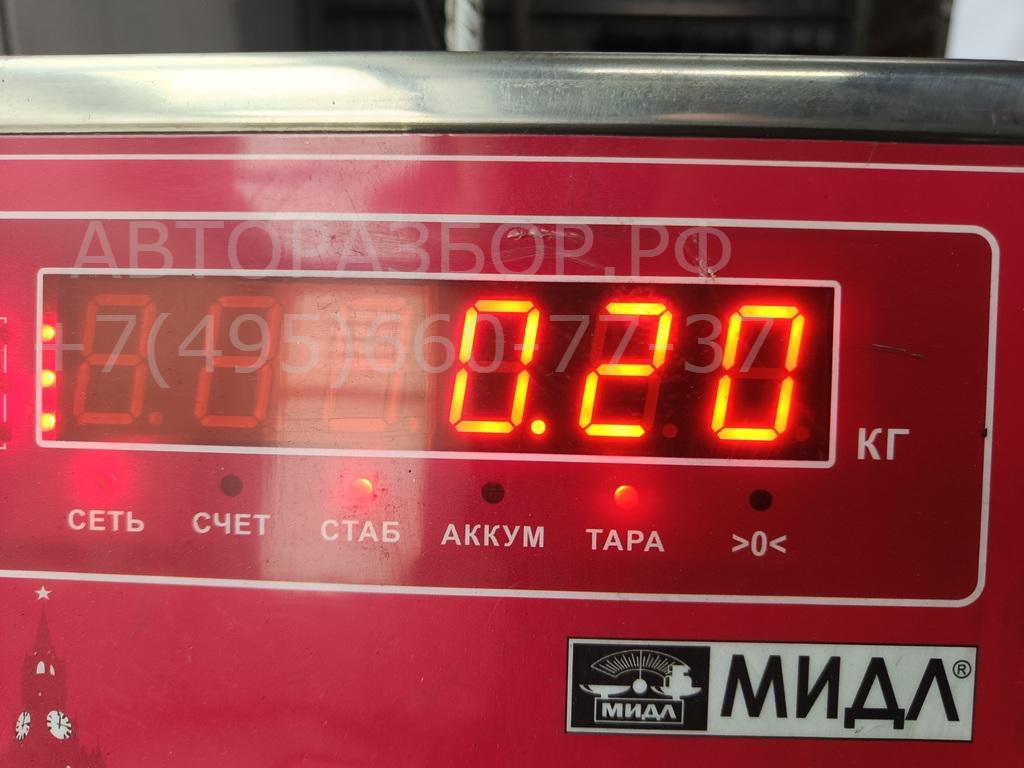 АВТОРАЗБОР.РФ
+7(495)660-77-37
0.20
КГ
СЕТЬ СЧЕТ СТАБ АККУМ ТАРА >0<
МИДЛ МИДЛ®